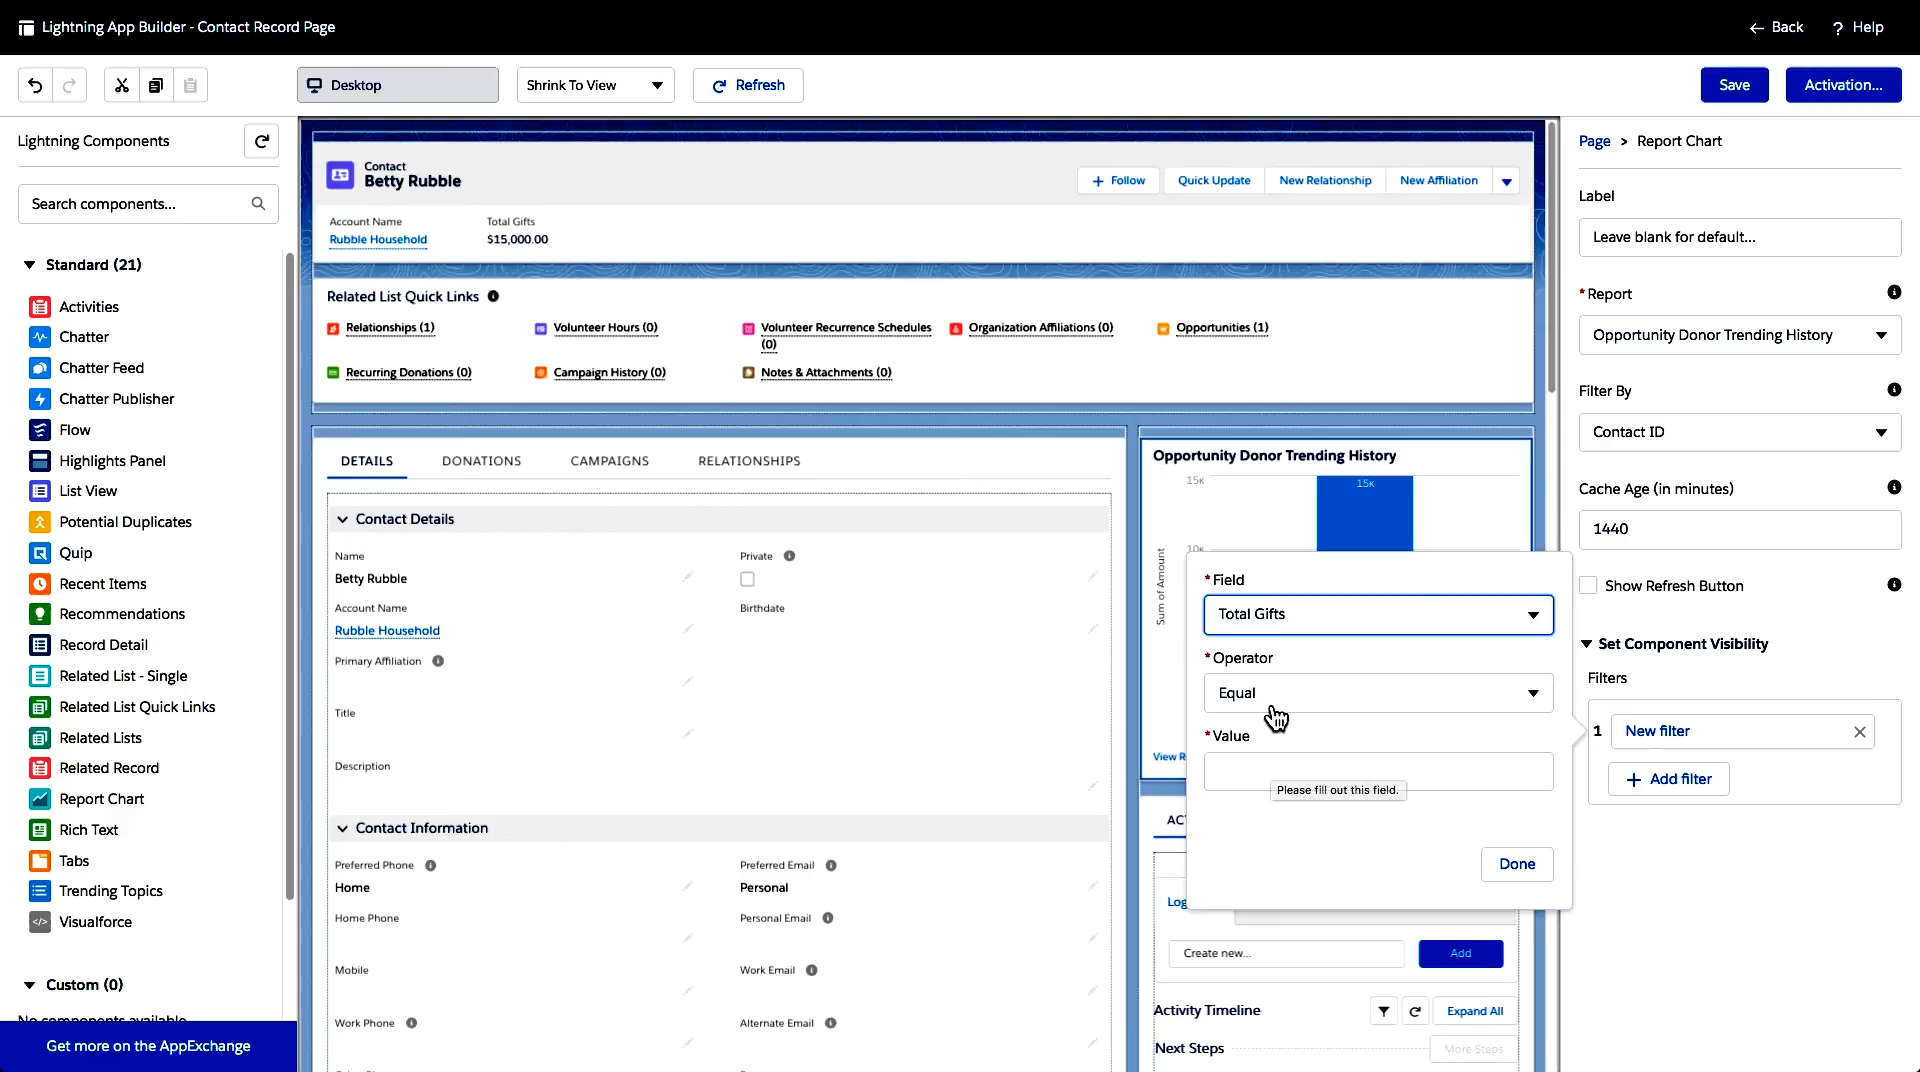 Lightning App Builder - Contact Record Page
Back
? Help
Desktop
Shrink To View
Refresh
Save
Activation...
Lightning Components
Search components...
Standard (21)
Activities
Chatter
Chatter Feed
Chatter Publisher
Flow
Highlights Panel
List View
Potential Duplicates
Quip
Recent Items
Recommendations
Record Detail
Related List - Single
Related List Quick Links
Related Lists
Related Record
Report Chart
Rich Text
Tabs
Trending Topics
Visualforce
Custom (0)
No components available
Get more on the AppExchange
Contact
Betty Rubble
+ Follow
Quick Update
New Relationship
New Affiliation
Account Name
Rubble Household
Total Gifts
$15,000.00
Related List Quick Links
Relationships (1)
Volunteer Hours (0)
Volunteer Recurrence Schedules
(0)
Organization Affiliations (0)
Opportunities (1)
Recurring Donations (0)
Campaign History (0)
Notes & Attachments (0)
DETAILS
DONATIONS
CAMPAIGNS
RELATIONSHIPS
Contact Details
Name
Betty Rubble
Private
Account Name
Rubble Household
Birthdate
Primary Affiliation
Title
Description
Contact Information
Preferred Phone
Home
Preferred Email
Personal
Home Phone
Personal Email
Mobile
Work Email
Work Phone
Alternate Email
Opportunity Donor Trending History
15K
15K
10K
Sum of Amount
View R
AC
Log
Create new...
Add
Activity Timeline
Expand All
Next Steps
More Steps
*Field
Total Gifts
*Operator
Equal
*Value
Please fill out this field.
Done
Page > Report Chart
Label
Leave blank for default...
*Report
Opportunity Donor Trending History
Filter By
Contact ID
Cache Age (in minutes)
1440
Show Refresh Button
Set Component Visibility
Filters
1
New filter
+ Add filter